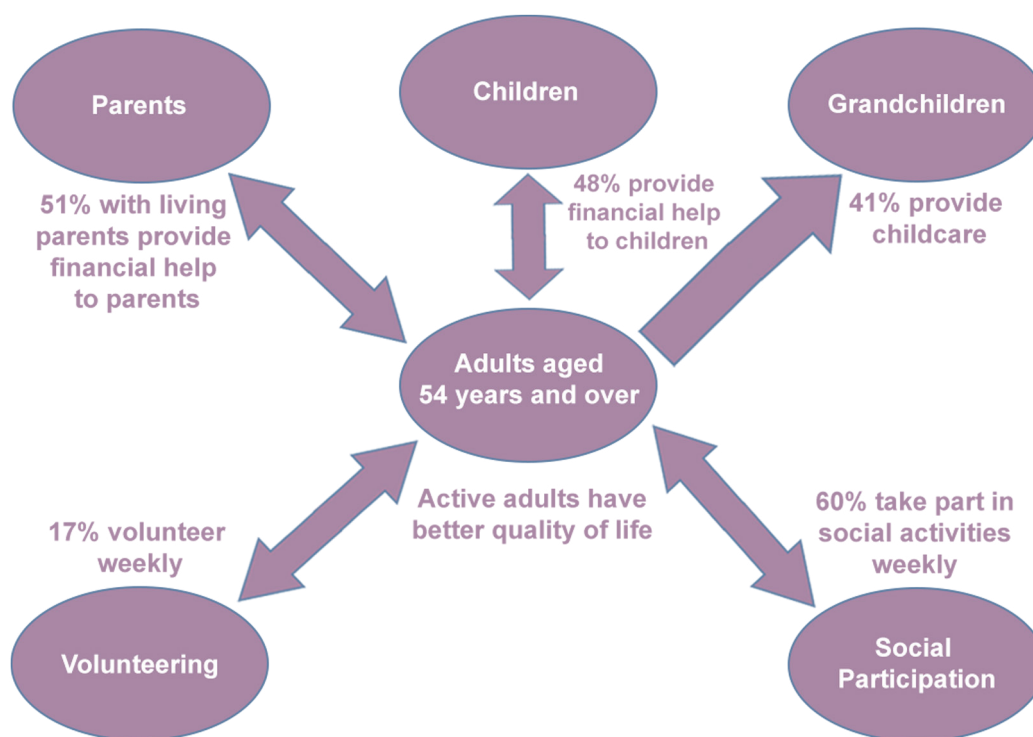 Parents
Children
Grandchildren
51% with living
parents provide
financial help
to parents
48% provide
financial help
to children
41% provide
childcare
Adults aged
54 years and over
Active adults have
better quality of life
17% volunteer
weekly
60% take part in
social activities
weekly
Volunteering
Social
Participation